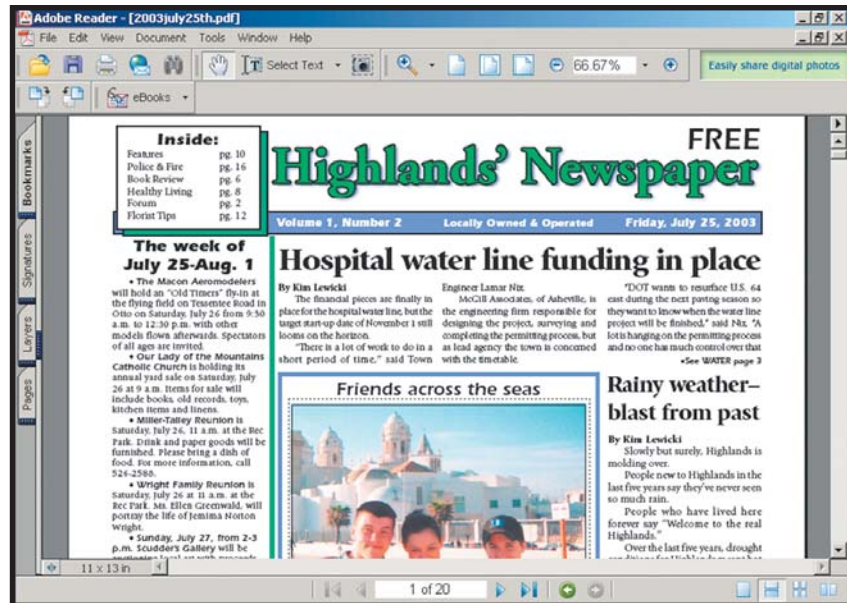 Adobe Reader - [2003july25th.pdf]
File Edit View Document Tools Window Help
Select Text
66.67%
Easily share digital photos
eBooks
Bookmarks
Signatures
Layers
Pages
Inside:
Features pg. 10
Police & Fire pg. 16
Book Review pg. 6
Healthy Living pg. 8
Forum pg. 2
Florist Tips pg. 12
FREE
Highlands' Newspaper
Volume 1, Number 2 Locally Owned & Operated Friday, July 25, 2003
The week of
July 25-Aug. 1
• The Macon Aeromodelers
will hold an "Old Timers" fly-in at
the flying field on Tessentee Road in
Otto on Saturday, July 26 from 9:30
a.m. to 12:30 p.m. with other
models flown afterwards. Spectators
of all ages are invited.
• Our Lady of the Mountains
Catholic Church is holding its
annual yard sale on Saturday, July
26 at 9 a.m. Items for sale will
include books, old records, toys,
kitchen items and linens.
• Miller-Talley Reunion is
Saturday, July 26, 11 a.m. at the Rec
Park. Drink and paper goods will be
furnished. Please bring a dish of
food. For more information, call
526-2588.
• Wright Family Reunion is
Saturday, July 26 at 11 a.m. at the
Rec Park. Ms. Ellen Greenwald, will
portray the life of Jemima Norton
Wright.
• Sunday, July 27, from 2-3
p.m. Scudder's Gallery will be
Hospital water line funding in place
By Kim Lewicki
The financial pieces are finally in
place for the hospital water line, but the
target start-up date of November 1 still
looms on the horizon.
"There is a lot of work to do in a
short period of time," said Town
Engineer Lamar Nix.
McGill Associates, of Asheville, is
the engineering firm responsible for
designing the project, surveying and
completing the permitting process, but
as lead agency the town is concerned
with the timetable.
"DOT wants to resurface U.S. 64
east during the next paving season so
they want to know when the water line
project will be finished," said Nix. "A
lot is hanging on the permitting process
and no one has much control over that
•See WATER page 3
Friends across the seas
Rainy weather–
blast from past
By Kim Lewicki
Slowly but surely, Highlands is
molding over.
People new to Highlands in the
last five years say they've never seen
so much rain.
People who have lived here
forever say "Welcome to the real
Highlands."
Over the last five years, drought
11 x 13 in
1 of 20